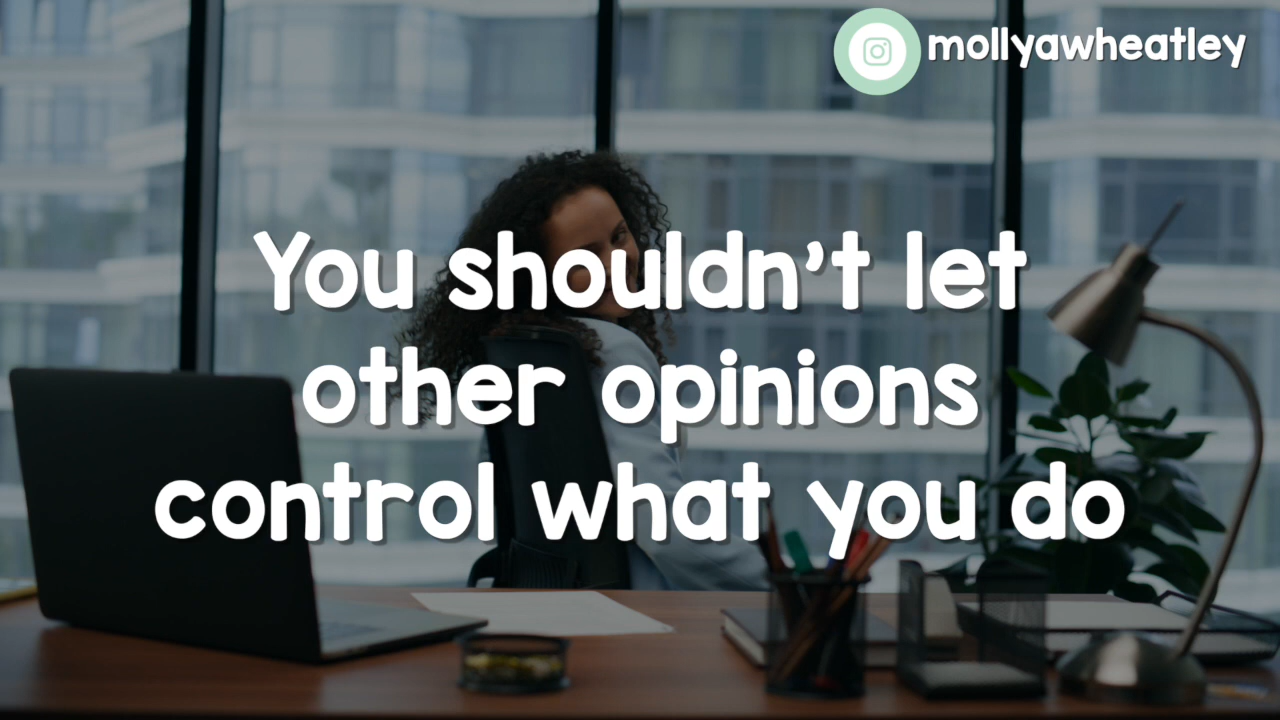 mollyawheatley
You shouldn't let
other opinions
control what you do